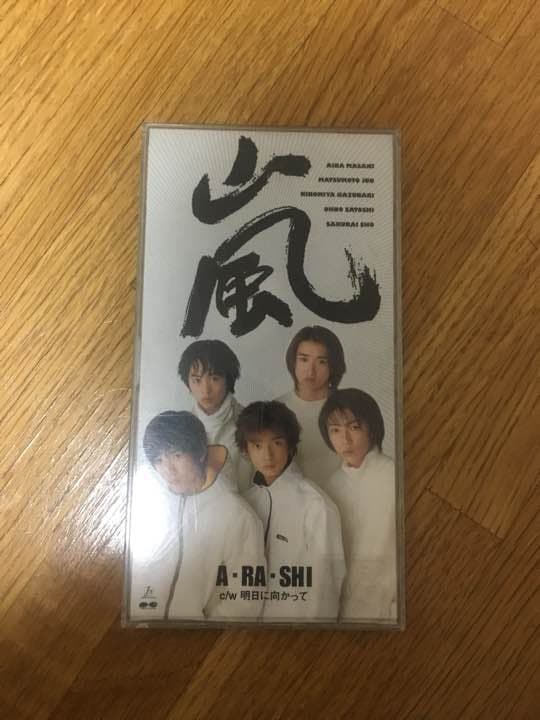 嵐
AIBA MASAKI
MATSUMOTO JUN
NINOMIYA KAZUNARI
OHNO SATOSHI
SAKURAI SHO
A・RA・SHI
c/w 明日に向かって